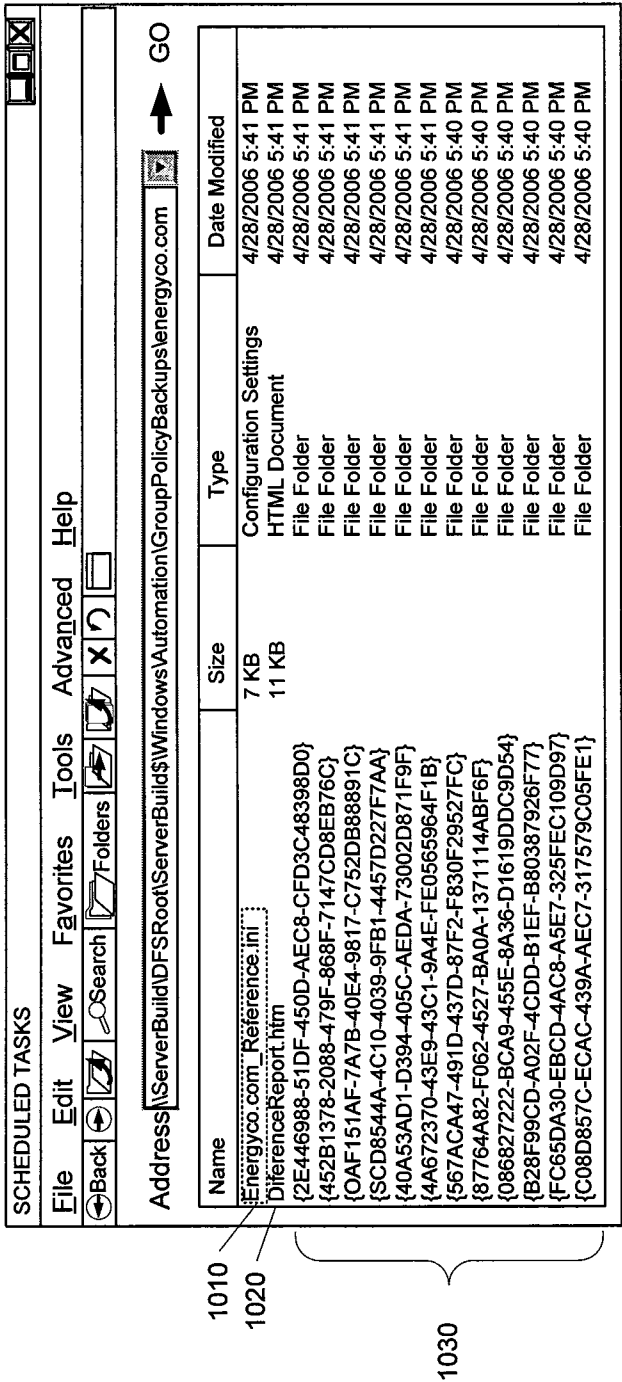 SCHEDULED TASKS
File Edit View Favorites Tools Advanced Help
Back Search Folders
Address \\ServerBuild\DFSRoot\ServerBuild$\Windows\Automation\GroupPolicyBackups\energyco.com GO
Name Size Type Date Modified
Energyco.com_Reference.ini 7 KB Configuration Settings 4/28/2006 5:41 PM
DiferenceReport.htm 11 KB HTML Document 4/28/2006 5:41 PM
{2E446988-51DF-450D-AEC8-CFD3C48398D0} File Folder 4/28/2006 5:41 PM
{452B1378-2088-479F-868F-7147CD8EB76C} File Folder 4/28/2006 5:41 PM
{OAF151AF-7A7B-40E4-9817-C752DB88891C} File Folder 4/28/2006 5:41 PM
{SCD8544A-4C10-4039-9FB1-4457D227F7AA} File Folder 4/28/2006 5:41 PM
{40A53AD1-D394-405C-AEDA-73002D871F9F} File Folder 4/28/2006 5:41 PM
{4A672370-43E9-43C1-9A4E-FE0565964F1B} File Folder 4/28/2006 5:41 PM
{567ACA47-491D-437D-87F2-F830F29527FC} File Folder 4/28/2006 5:40 PM
{87764A82-F062-4527-BA0A-1371114ABF6F} File Folder 4/28/2006 5:40 PM
{086827222-BCA9-455E-8A36-D1619DDC9D54} File Folder 4/28/2006 5:40 PM
{B28F99CD-A02F-4CDD-B1EF-B80387926F77} File Folder 4/28/2006 5:40 PM
{FC65DA30-EBCD-4AC8-A5E7-325FEC109D97} File Folder 4/28/2006 5:40 PM
{C08D857C-ECAC-439A-AEC7-317579C05FE1} File Folder 4/28/2006 5:40 PM
1010
1020
1030